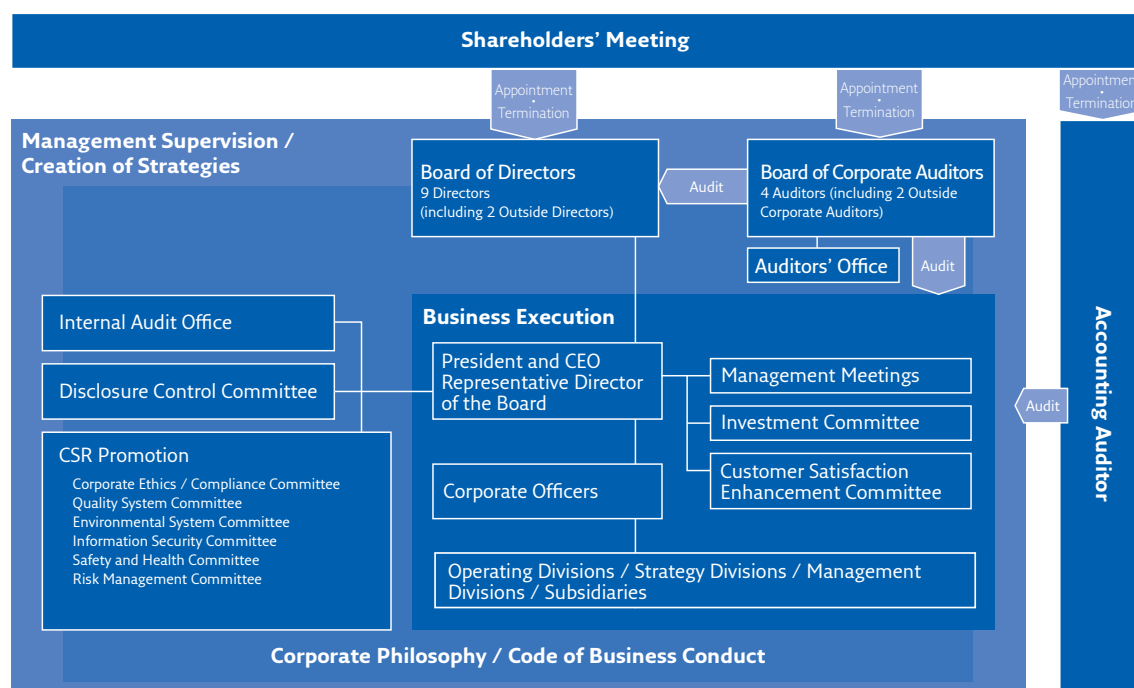 Shareholders' Meeting
Appointment
•
Termination
Appointment
•
Termination
Appointment
•
Termination
Management Supervision /
Creation of Strategies
Board of Directors
9 Directors
(including 2 Outside Directors)
Audit
Board of Corporate Auditors
4 Auditors (including 2 Outside
Corporate Auditors)
Auditors' Office
Audit
Internal Audit Office
Disclosure Control Committee
CSR Promotion
Corporate Ethics / Compliance Committee
Quality System Committee
Environmental System Committee
Information Security Committee
Safety and Health Committee
Risk Management Committee
Business Execution
President and CEO
Representative Director
of the Board
Management Meetings
Investment Committee
Customer Satisfaction
Enhancement Committee
Corporate Officers
Operating Divisions / Strategy Divisions / Management
Divisions / Subsidiaries
Audit
Accounting Auditor
Corporate Philosophy / Code of Business Conduct